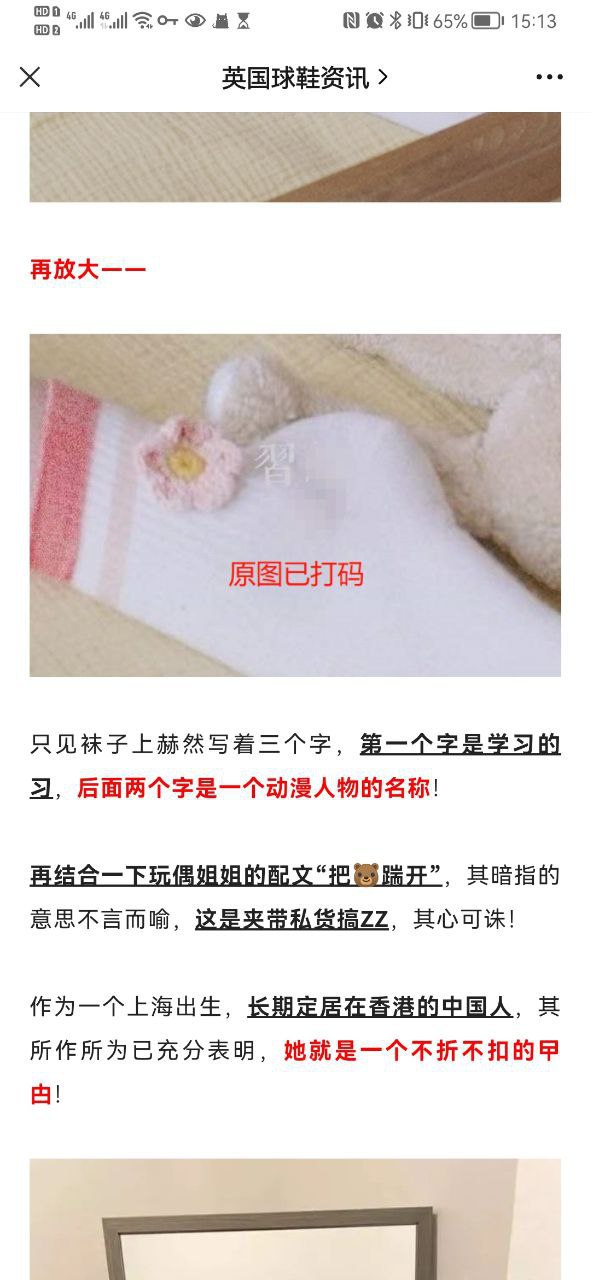 HD 1 4G 4G 65% 15:13
HD 2
英国球鞋资讯
再放大——
習
原图已打码
只见袜子上赫然写着三个字，第一个字是学习的
习，后面两个字是一个动漫人物的名称！
再结合一下玩偶姐姐的配文“把🐻踹开”，其暗指的
意思不言而喻，这是夹带私货搞ZZ，其心可诛！
作为一个上海出生，长期定居在香港的中国人，其
所作所为已充分表明，她就是一个不折不扣的曱
甴！